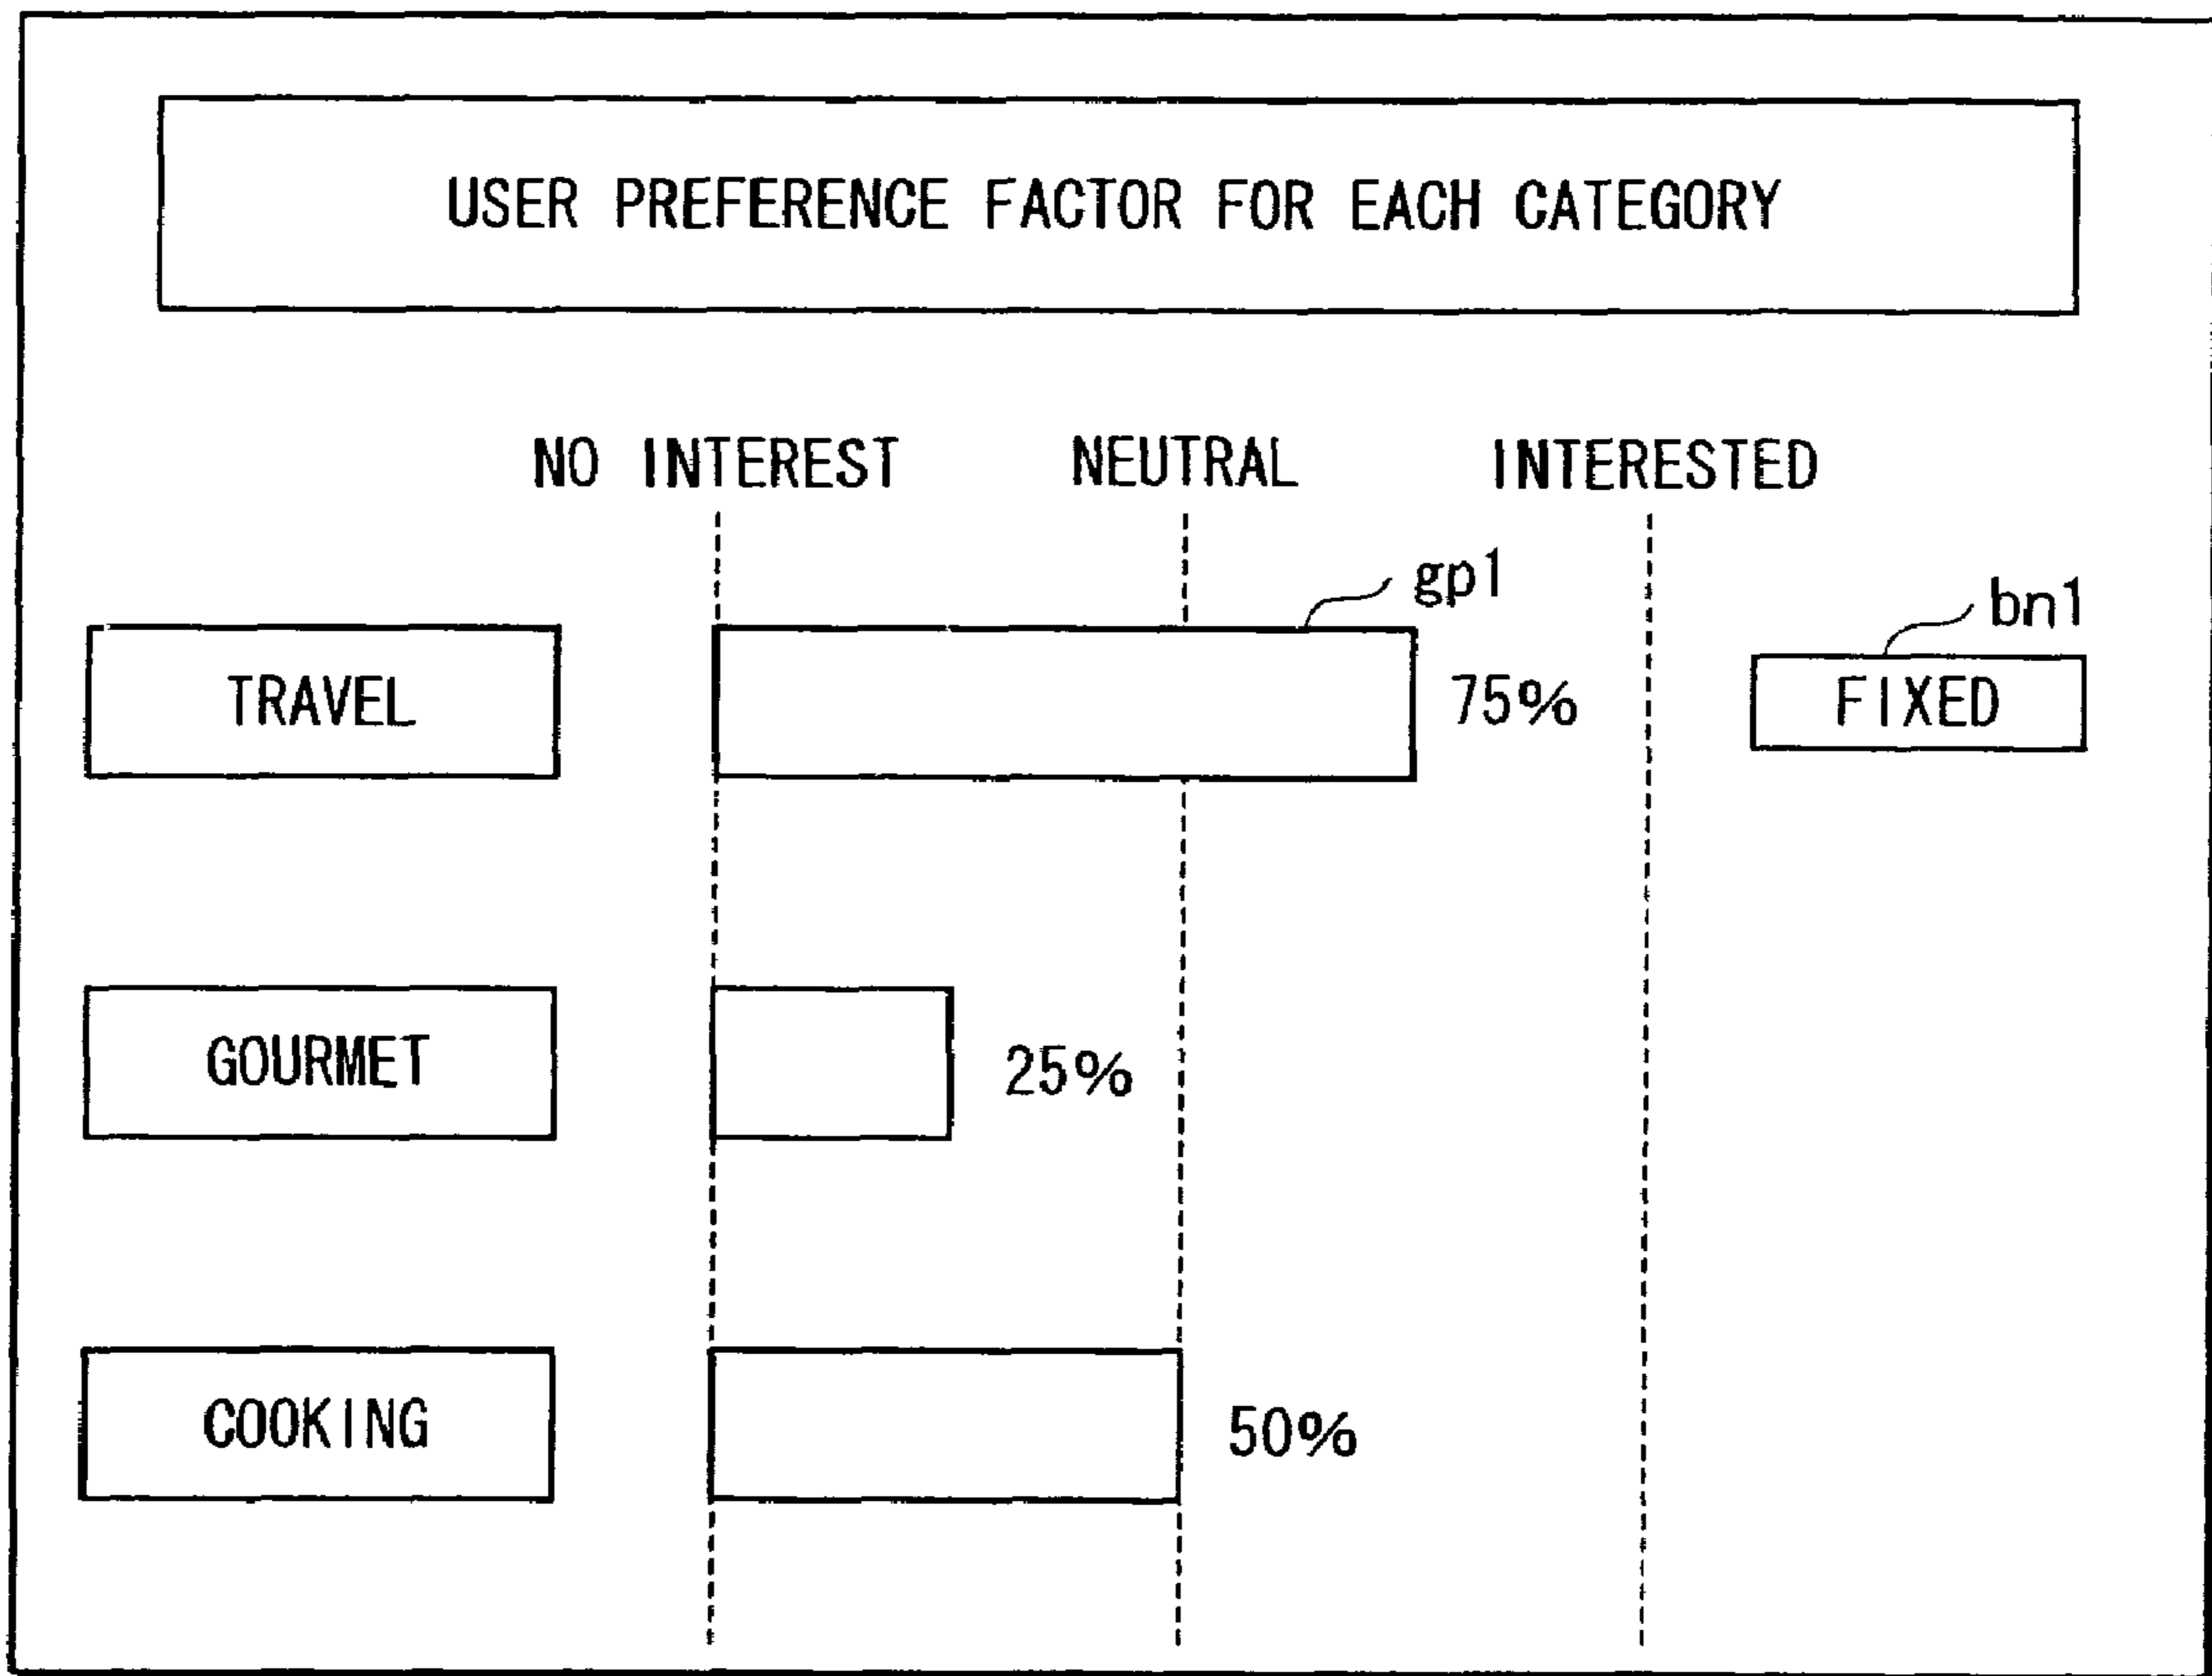 USER PREFERENCE FACTOR FOR EACH CATEGORY
NO INTEREST NEUTRAL INTERESTED
gp1
bn1
TRAVEL 75% FIXED
GOURMET 25%
COOKING 50%